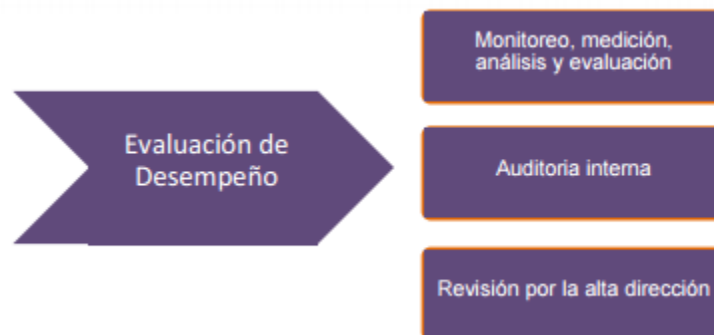 Evaluación de
Desempeño
Monitoreo, medición,
análisis y evaluación
Auditoria interna
Revisión por la alta dirección